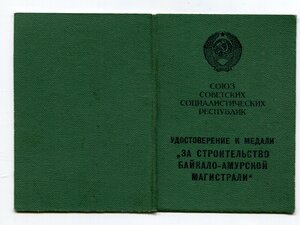 СОЮЗ
СОВЕТСКИХ
СОЦИАЛИСТИЧЕСКИХ
РЕСПУБЛИК
УДОСТОВЕРЕНИЕ К МЕДАЛИ
„ЗА СТРОИТЕЛЬСТВО
БАЙКАЛО-АМУРСКОЙ
МАГИСТРАЛИ“